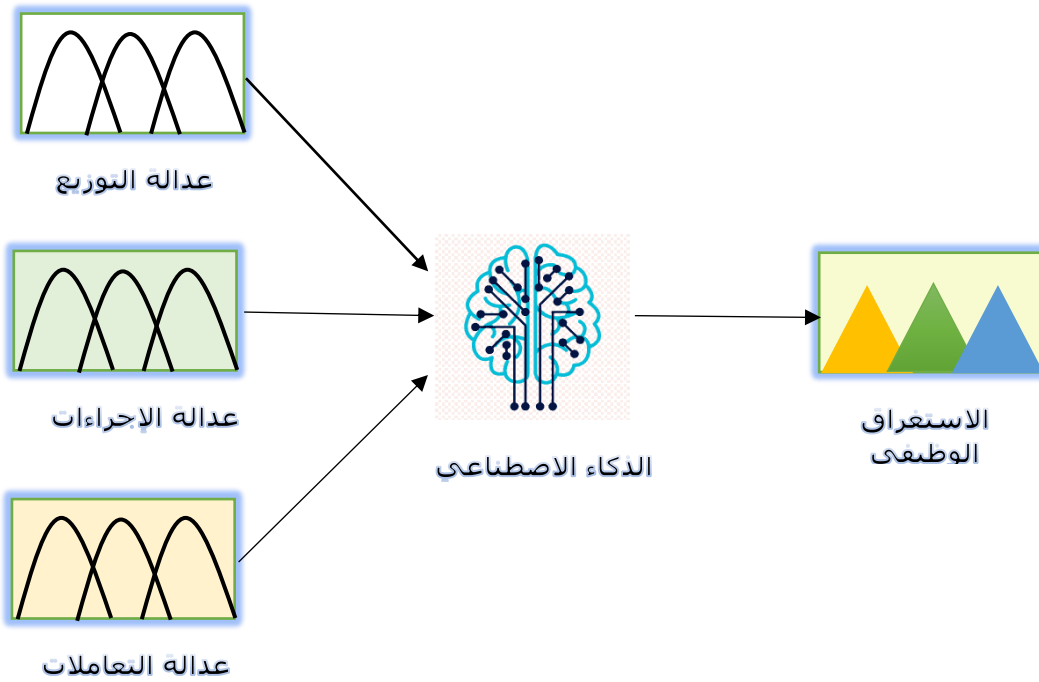 عدالة التوزيع
عدالة الإجراءات
الذكاء الاصطناعي
الاستغراق
الوظيفي
عدالة التعاملات